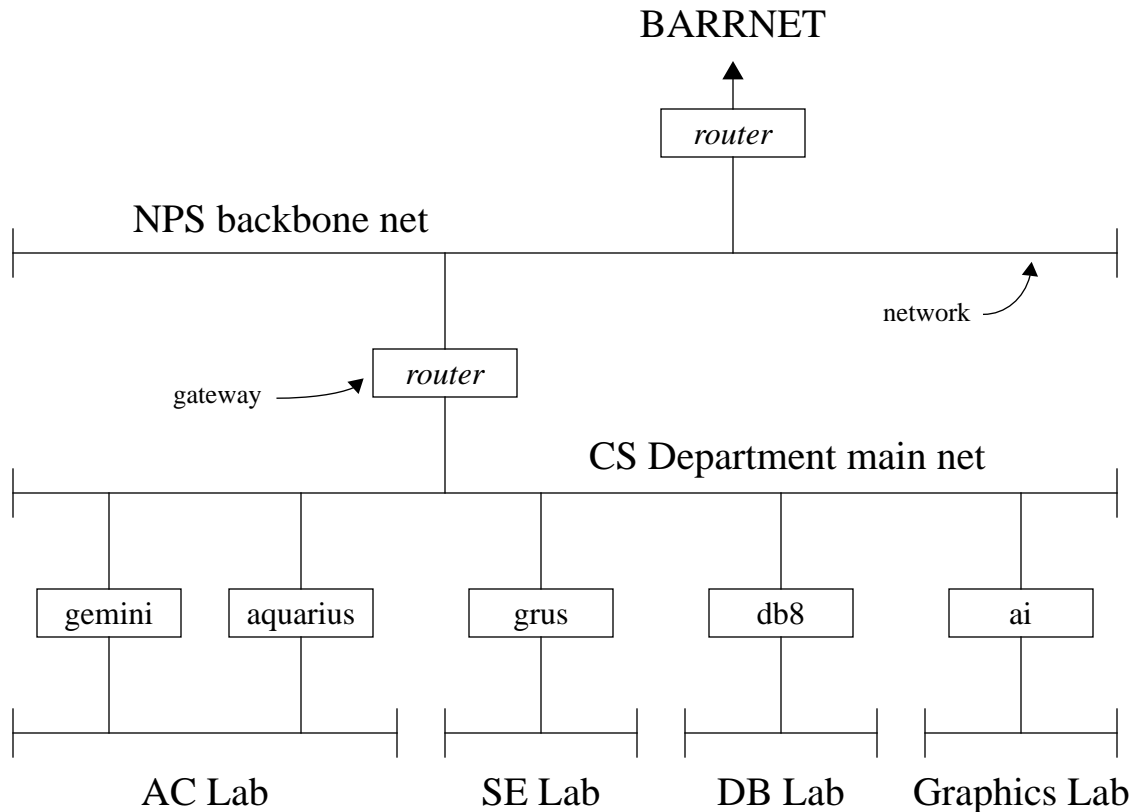 BARRNET
router
NPS backbone net
network
router
gateway
CS Department main net
gemini
aquarius
grus
db8
ai
AC Lab
SE Lab
DB Lab
Graphics Lab